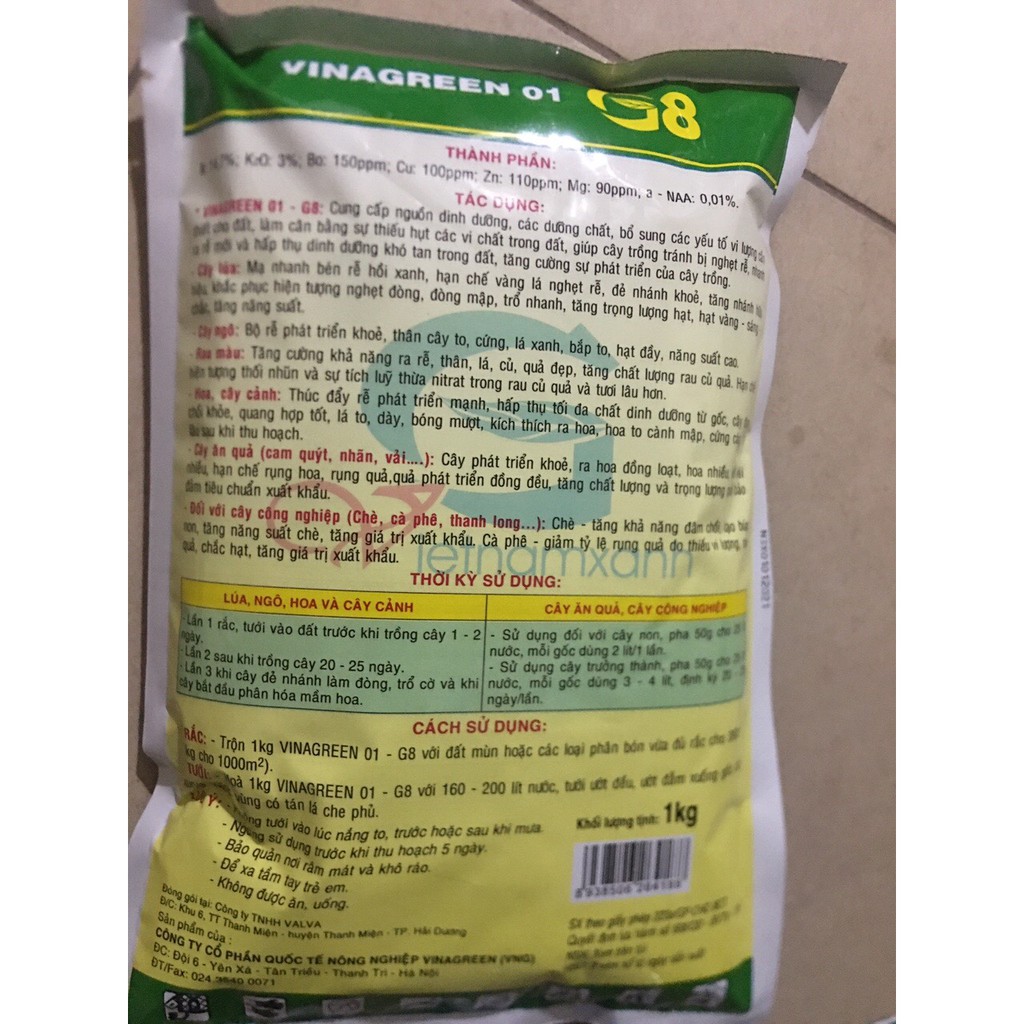 VINAGREEN 01 G8
THÀNH PHẦN:
K₂O: 3%; Bo: 150ppm; Cu: 100ppm; Zn: 110ppm; Mg: 90ppm, a - NAA: 0,01%.
TÁC DỤNG:
- VINAGREEN 01 - G8: Cung cấp nguồn dinh dưỡng, các dưỡng chất, bổ sung các yếu tố vi lượng
cho đất, làm cân bằng sự thiếu hụt các vi chất trong đất, giúp cây trồng tránh bị nghẹt rễ,
rễ mới và hấp thụ dinh dưỡng khó tan trong đất, tăng cường sự phát triển của cây trồng.
- Cây lúa: Mạ nhanh bén rễ hồi xanh, hạn chế vàng lá nghẹt rễ, đẻ nhánh khoẻ, tăng nhánh
khắc phục hiện tượng nghẹt đòng, đòng mập, trổ nhanh, tăng trọng lượng hạt, hạt vàng - sáng
chắc, tăng năng suất.
- Cây ngô: Bộ rễ phát triển khoẻ, thân cây to, cứng, lá xanh, bắp to, hạt đầy, năng suất cao.
- Rau màu: Tăng cường khả năng ra rễ, thân, lá, củ, quả đẹp, tăng chất lượng rau củ quả. Hạn
hiện tượng thối nhũn và sự tích luỹ thừa nitrat trong rau củ quả và tươi lâu hơn.
- Hoa, cây cảnh: Thúc đẩy rễ phát triển mạnh, hấp thụ tối đa chất dinh dưỡng từ gốc, cây
chồi khỏe, quang hợp tốt, lá to, dày, bóng mượt, kích thích ra hoa, hoa to cành mập, cứng
lâu sau khi thu hoạch.
- Cây ăn quả (cam quýt, nhãn, vải....): Cây phát triển khoẻ, ra hoa đồng loạt, hoa nhiều
nhiều, hạn chế rụng hoa, rụng quả,quả phát triển đồng đều, tăng chất lượng và trọng lượng
đảm tiêu chuẩn xuất khẩu.
- Đối với cây công nghiệp (Chè, cà phê, thanh long...): Chè - tăng khả năng đâm chồi,
non, tăng năng suất chè, tăng giá trị xuất khẩu. Cà phê - giảm tỷ lệ rụng quả do thiếu vi lượng,
quả, chắc hạt, tăng giá trị xuất khẩu.
ietnamxanh
THỜI KỲ SỬ DỤNG:
LÚA, NGÔ, HOA VÀ CÂY CẢNH
- Lần 1 rắc, tưới vào đất trước khi trồng cây 1 - 2
ngày.
- Lần 2 sau khi trồng cây 20 - 25 ngày.
- Lần 3 khi cây đẻ nhánh làm đòng, trổ cờ và khi
cây bắt đầu phân hóa mầm hoa.
CÂY ĂN QUẢ, CÂY CÔNG NGHIỆP
- Sử dụng đối với cây non, pha 50g cho
nước, mỗi gốc dùng 2 lít/1 lần.
- Sử dụng cây trưởng thành, pha 50g cho
nước, mỗi gốc dùng 3 - 4 lít, định kỳ
ngày/lần.
CÁCH SỬ DỤNG:
RẮC: - Trộn 1kg VINAGREEN 01 - G8 với đất mùn hoặc các loại phân bón vừa đủ rắc cho
kg cho 1000m²).
TƯỚI: - Hoà 1kg VINAGREEN 01 - G8 với 160 - 200 lít nước, tưới ướt đều, ướt đẫm xuống gốc,
vùng có tán lá che phủ.
Ý: - Không tưới vào lúc nắng to, trước hoặc sau khi mưa.
- Ngừng sử dụng trước khi thu hoạch 5 ngày.
- Bảo quản nơi râm mát và khô ráo.
- Để xa tầm tay trẻ em.
- Không được ăn, uống.
Khối lượng tịnh: 1kg
Đóng gói tại: Công ty TNHH VALVA
Đ/C: Khu 6, TT Thanh Miện - huyện Thanh Miện - TP. Hải Dương
Sản phẩm của :
CÔNG TY CỔ PHẦN QUỐC TẾ NÔNG NGHIỆP VINAGREEN (VNG)
ĐC: Đội 6 - Yên Xá - Tân Triều - Thanh Trì - Hà Nội
ĐT/Fax: 024 3540 0071
SX theo giấy phép